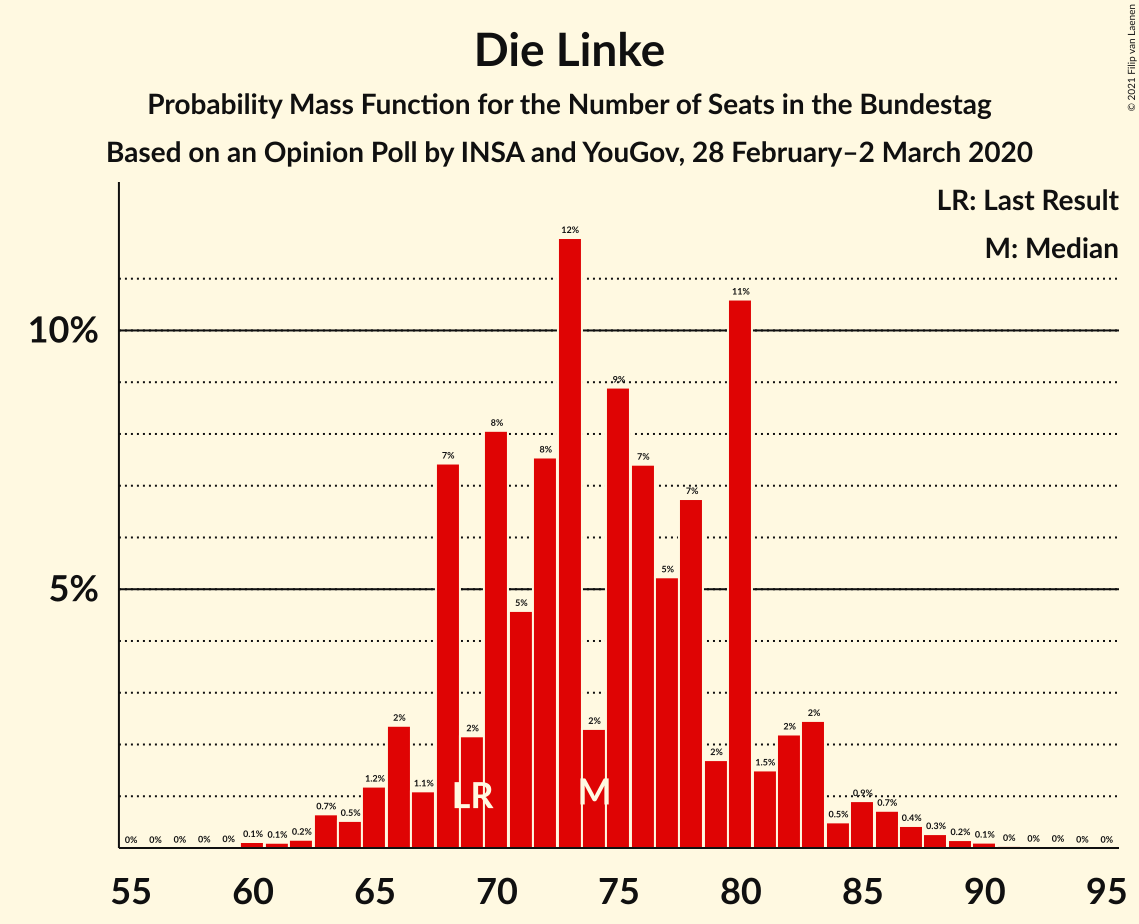 Die Linke
Probability Mass Function for the Number of Seats in the Bundestag
Based on an Opinion Poll by INSA and YouGov, 28 February–2 March 2020
© 2021 Filip van Laenen
LR: Last Result
M: Median
10%
5%
0% 0% 0% 0% 0% 0.1% 0.1% 0.2% 0.7% 0.5% 1.2% 2% 1.1% 7% 2% 8% 5% 8% 12% 2% 9% 7% 5% 7% 2% 11% 1.5% 2% 2% 0.5% 0.9% 0.7% 0.4% 0.3% 0.2% 0.1% 0% 0% 0% 0% 0%
LR M
55 60 65 70 75 80 85 90 95